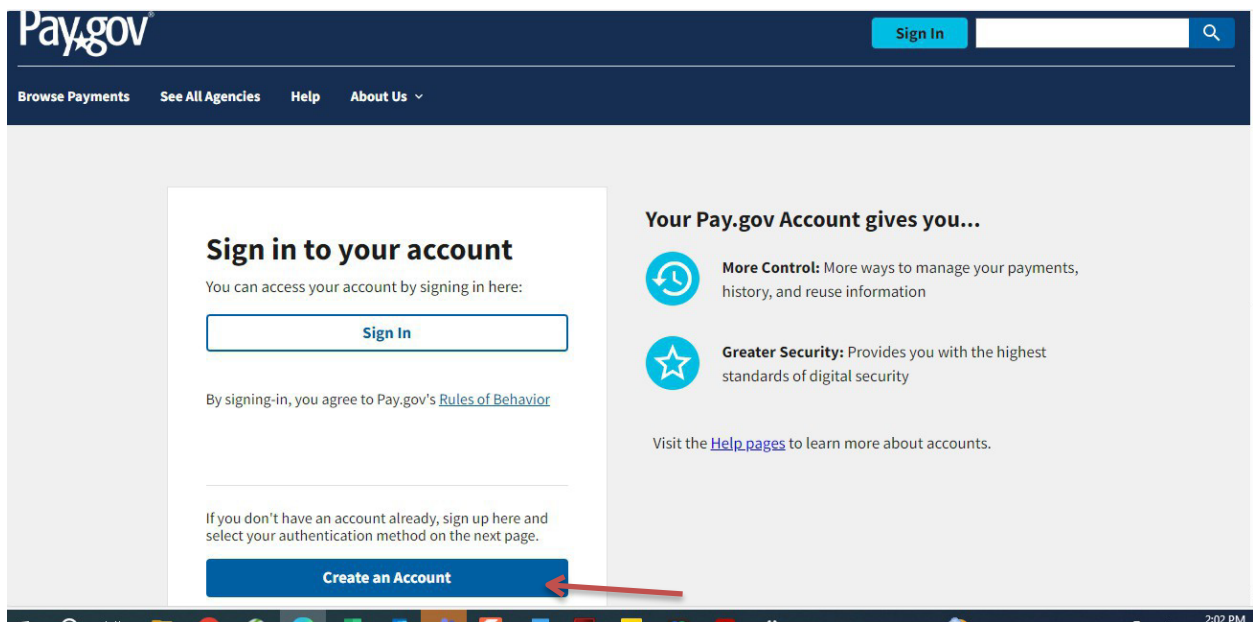 Pay.gov®
Sign In
Browse Payments See All Agencies Help About Us
Sign in to your account
You can access your account by signing in here:
Sign In
By signing-in, you agree to Pay.gov's Rules of Behavior
If you don't have an account already, sign up here and
select your authentication method on the next page.
Create an Account
Your Pay.gov Account gives you...
More Control: More ways to manage your payments,
history, and reuse information
Greater Security: Provides you with the highest
standards of digital security
Visit the Help pages to learn more about accounts.
2:02 PM